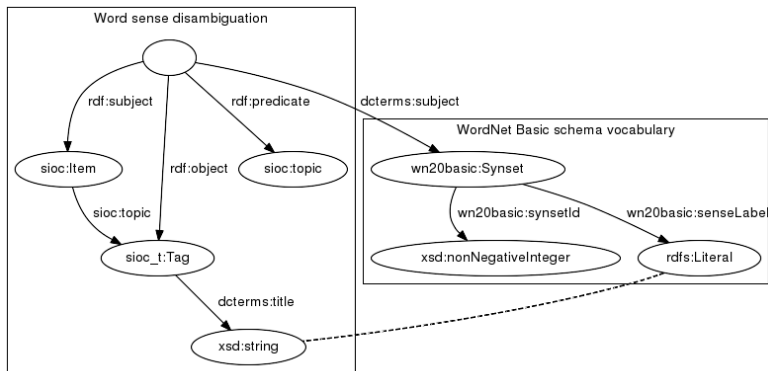 Word sense disambiguation
rdf:subject
rdf:predicate
dcterms:subject
WordNet Basic schema vocabulary
sioc:Item
rdf:object
sioc:topic
wn20basic:Synset
sioc:topic
wn20basic:synsetId
wn20basic:senseLabel
sioc_t:Tag
xsd:nonNegativeInteger
rdfs:Literal
dcterms:title
xsd:string